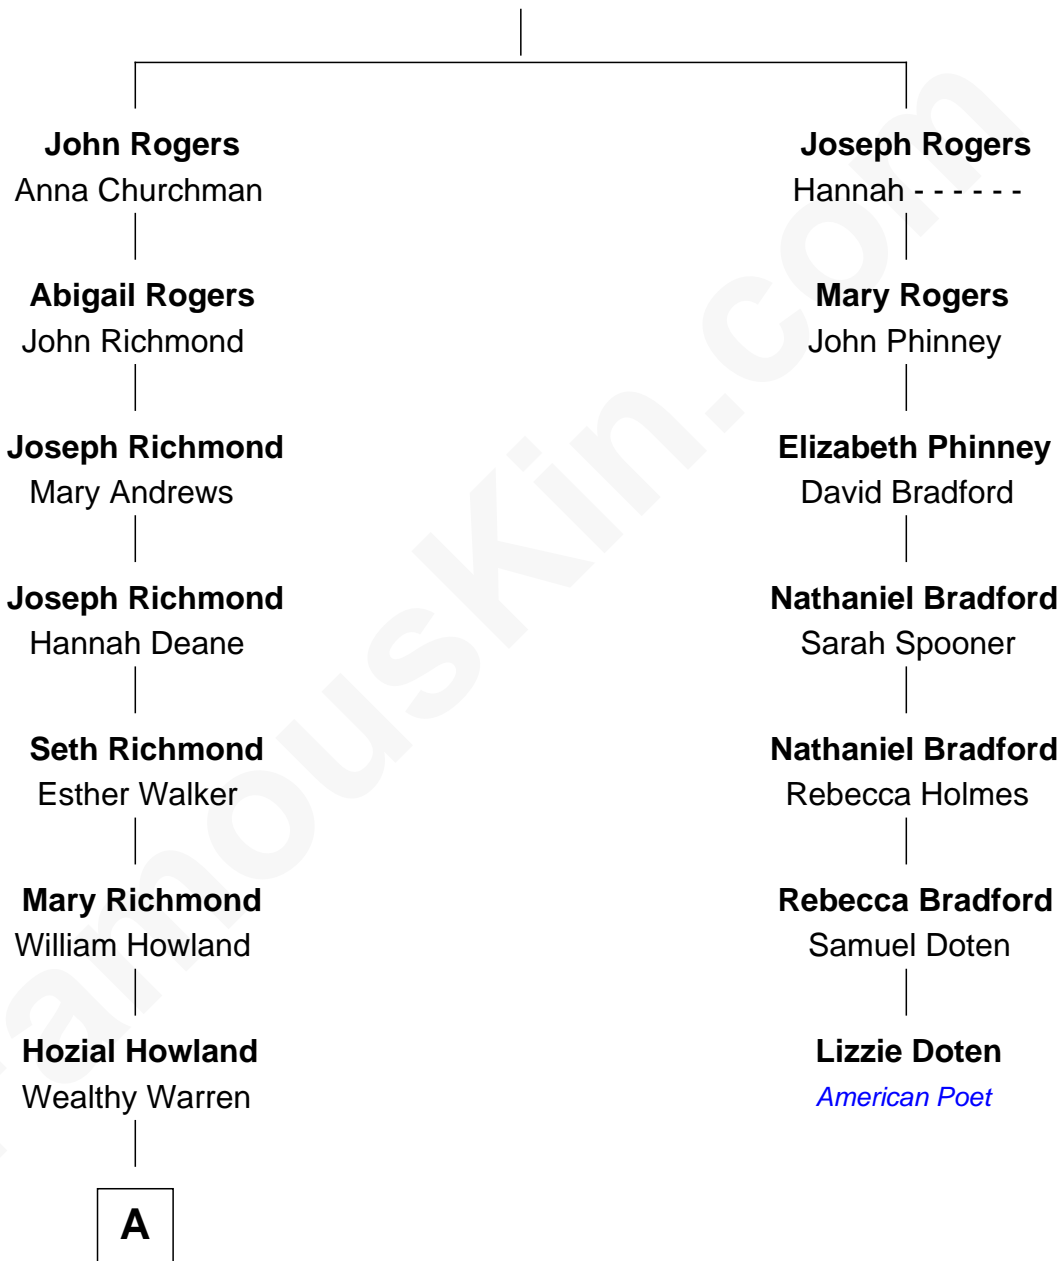 John Rogers
Anna Churchman
Abigail Rogers
John Richmond
Joseph Richmond
Mary Andrews
Joseph Richmond
Hannah Deane
Seth Richmond
Esther Walker
Mary Richmond
William Howland
Hozial Howland
Wealthy Warren
A
Joseph Rogers
Hannah - - - - - -
Mary Rogers
John Phinney
Elizabeth Phinney
David Bradford
Nathaniel Bradford
Sarah Spooner
Nathaniel Bradford
Rebecca Holmes
Rebecca Bradford
Samuel Doten
Lizzie Doten
American Poet
FamousKin.com